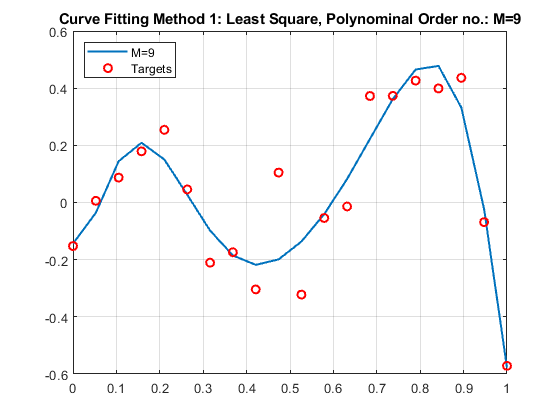 Curve Fitting Method 1: Least Square, Polynominal Order no.: M=9
M=9
Targets
0.6
0.4
0.2
0
-0.2
-0.4
-0.6
0 0.1 0.2 0.3 0.4 0.5 0.6 0.7 0.8 0.9 1